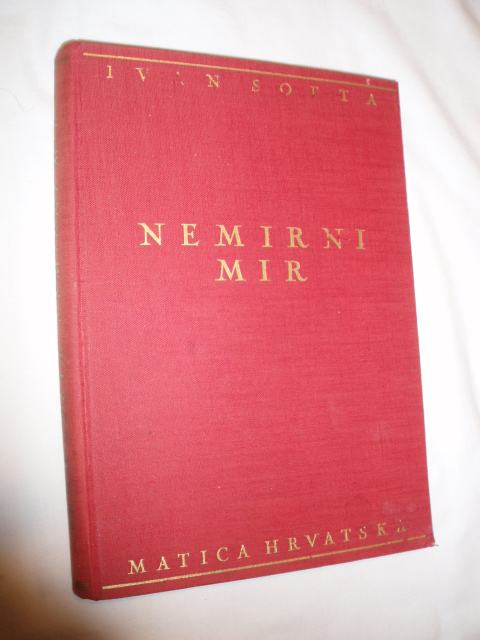 IVAN SOFTA
NEMIRNI
MIR
MATICA HRVATSKA